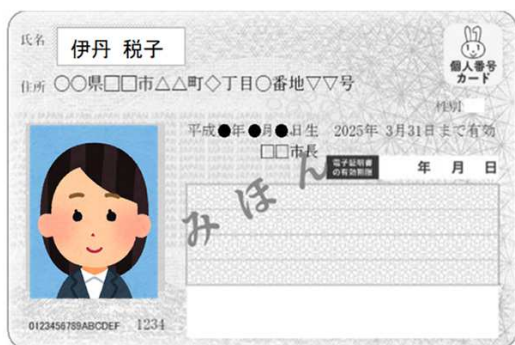 氏名 伊丹 税子
個人番号
カード
住所 〇〇県□□市△△町◇丁目〇番地▽▽号
性別
平成●年●月●日生 2025年 3月31日まで有効
□□市長
電子証明書
の有効期限 年 月 日
みほん
0123456789ABCDEF 1234